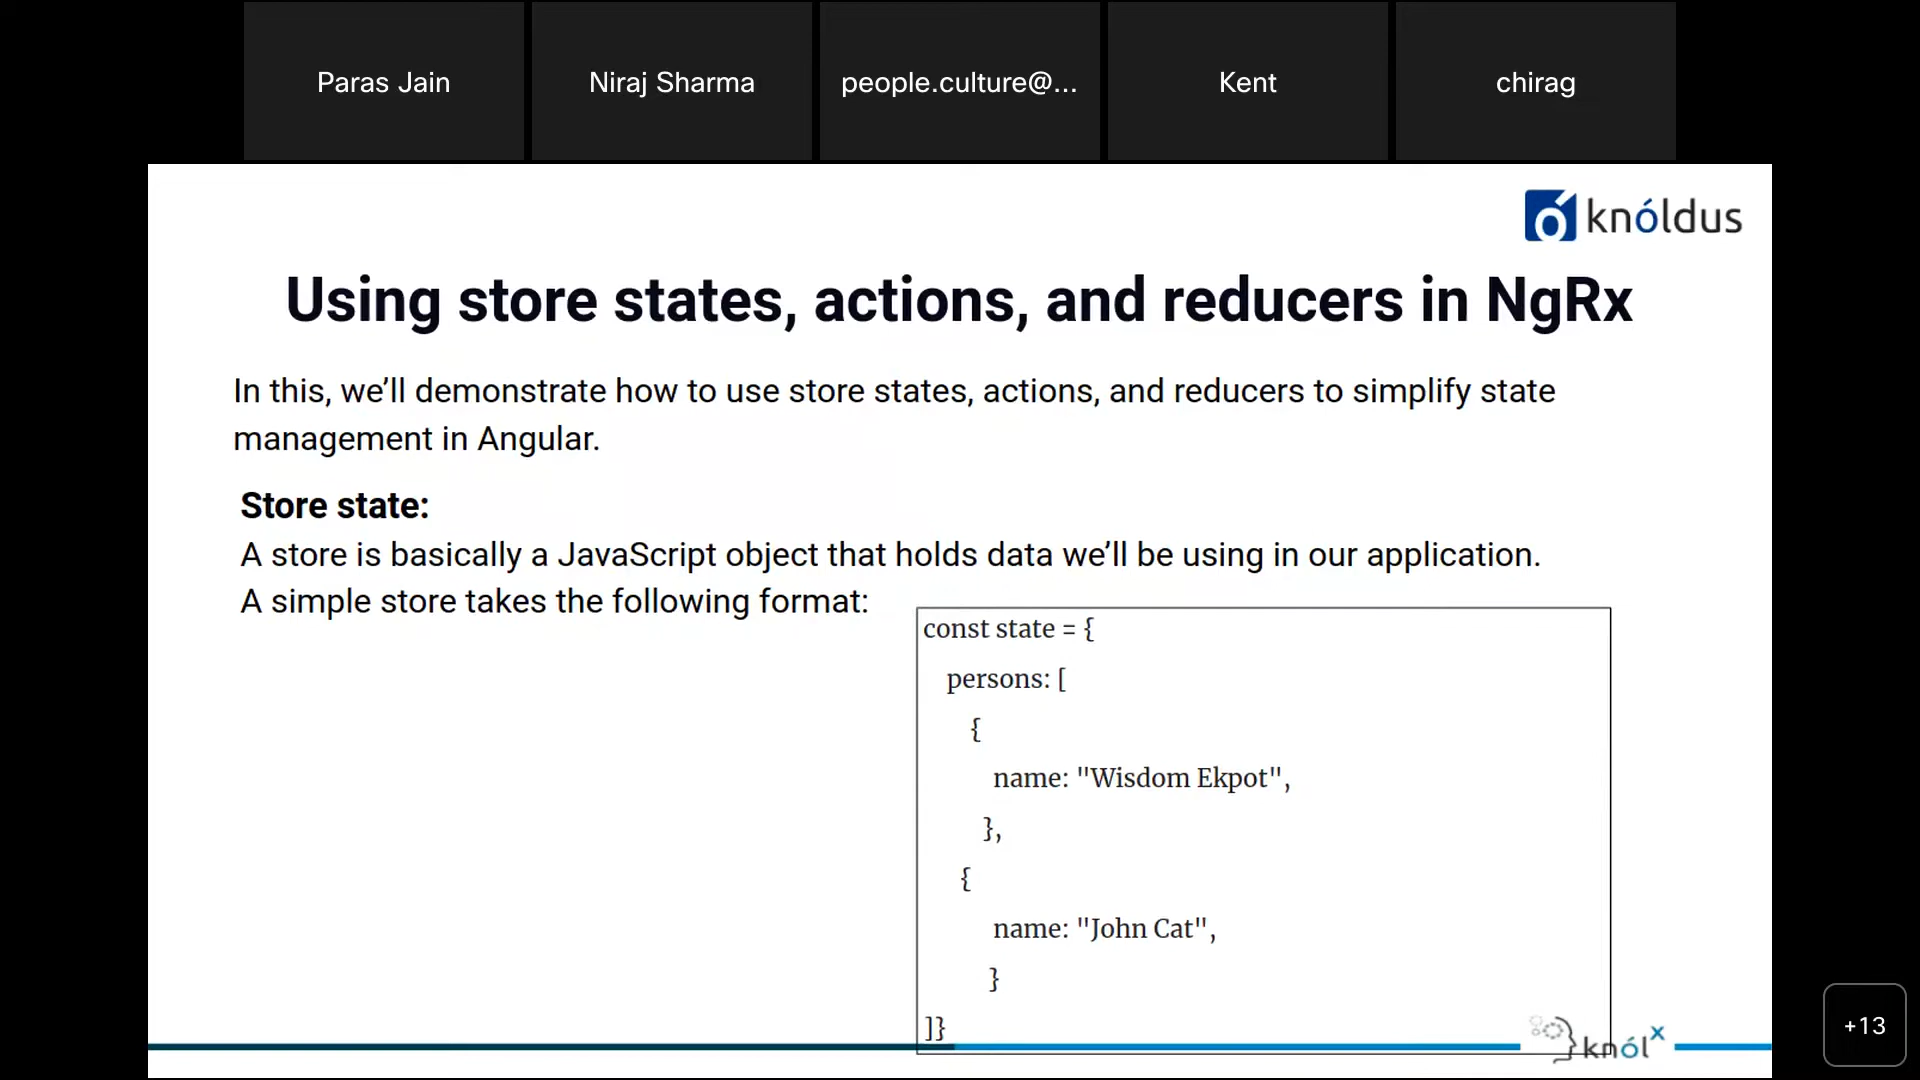 Paras Jain
Niraj Sharma
people.culture@...
Kent
chirag
knóldus
Using store states, actions, and reducers in NgRx
In this, we’ll demonstrate how to use store states, actions, and reducers to simplify state
management in Angular.
Store state:
A store is basically a JavaScript object that holds data we’ll be using in our application.
A simple store takes the following format:
const state = {
persons: [
{
name: "Wisdom Ekpot",
},
{
name: "John Cat",
}
]}
knólx
+13